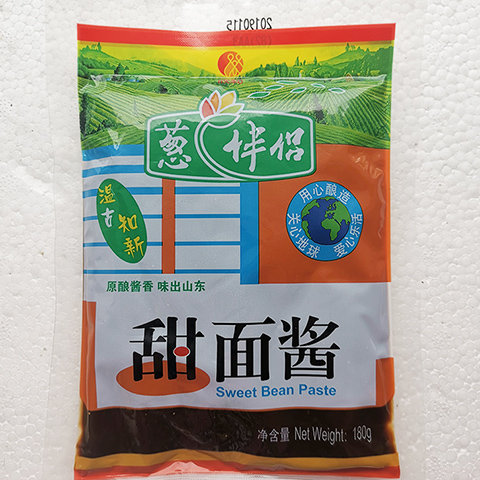 20190115
葱伴侣
温古知新
用心酿造
关心地球 爱心乐活
原酿酱香 味出山东
甜面酱
Sweet Bean Paste
净含量 Net Weight: 180g